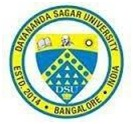 DAYANANDA SAGAR UNIVERSITY
DSU
ESTD. 2014 • BANGALORE • INDIA